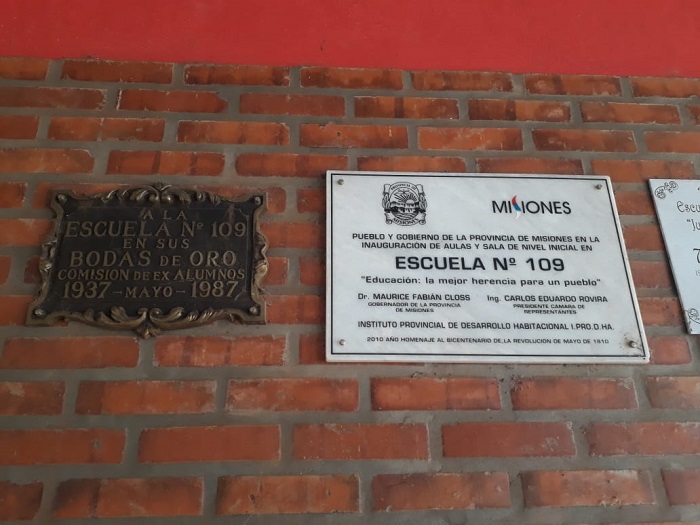 A LA
ESCUELA Nº 109
EN SUS
BODAS DE ORO
COMISION DE EX ALUMNOS
1937-MAYO-1987
MISIONES
PUEBLO Y GOBIERNO DE LA PROVINCIA DE MISIONES EN LA
INAUGURACIÓN DE AULAS Y SALA DE NIVEL INICIAL EN
ESCUELA Nº 109
"Educación: la mejor herencia para un pueblo"
Dr. MAURICE FABIÁN CLOSS Ing. CARLOS EDUARDO ROVIRA
GOBERNADOR DE LA PROVINCIA PRESIDENTE CÁMARA DE
DE MISIONES REPRESENTANTES
INSTITUTO PROVINCIAL DE DESARROLLO HABITACIONAL I.PRO.D.HA.
2010 AÑO HOMENAJE AL BICENTENARIO DE LA REVOLUCIÓN DE MAYO DE 1810